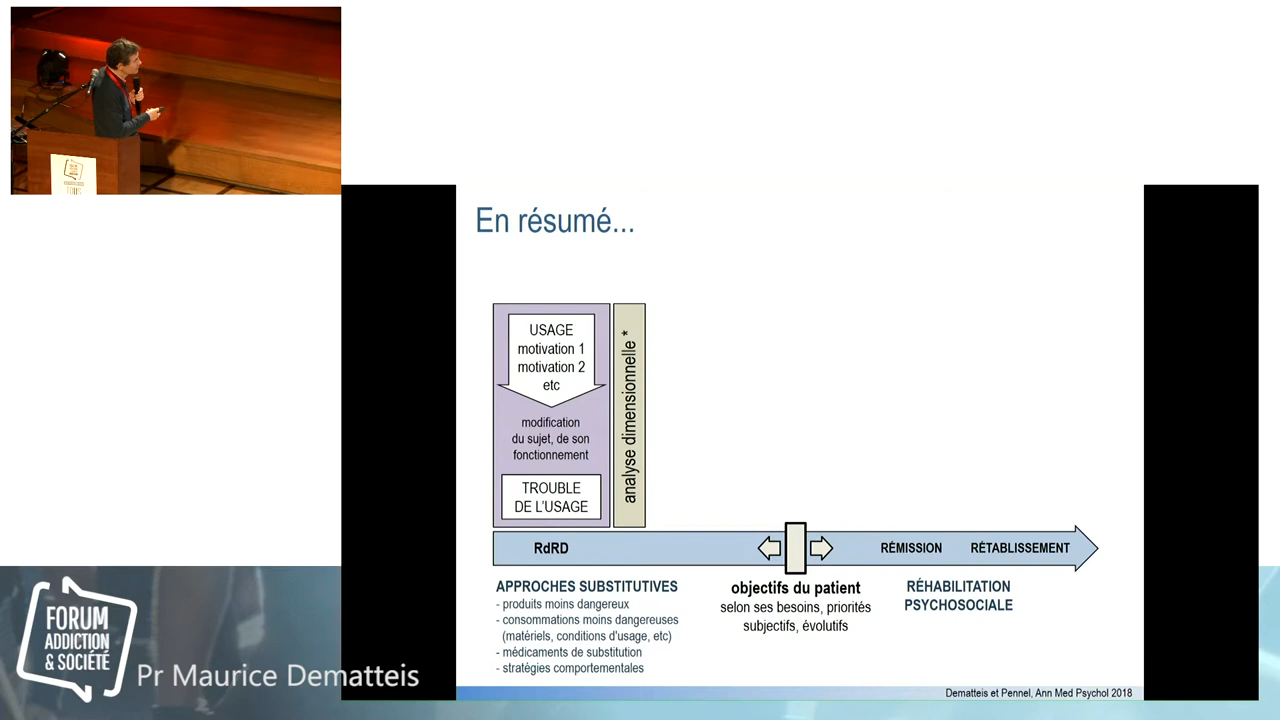 En résumé...
USAGE
motivation 1
motivation 2
etc
modification
du sujet, de son
fonctionnement
TROUBLE
DE L'USAGE
analyse dimensionnelle *
RdRD
RÉMISSION
RÉTABLISSEMENT
APPROCHES SUBSTITUTIVES
- produits moins dangereux
- consommations moins dangereuses
(matériels, conditions d'usage, etc)
- médicaments de substitution
- stratégies comportementales
objectifs du patient
selon ses besoins, priorités
subjectifs, évolutifs
RÉHABILITATION
PSYCHOSOCIALE
Dematteis et Pennel, Ann Med Psychol 2018
FORUM
ADDICTION
& SOCIÉTÉ
Pr Maurice Dematteis